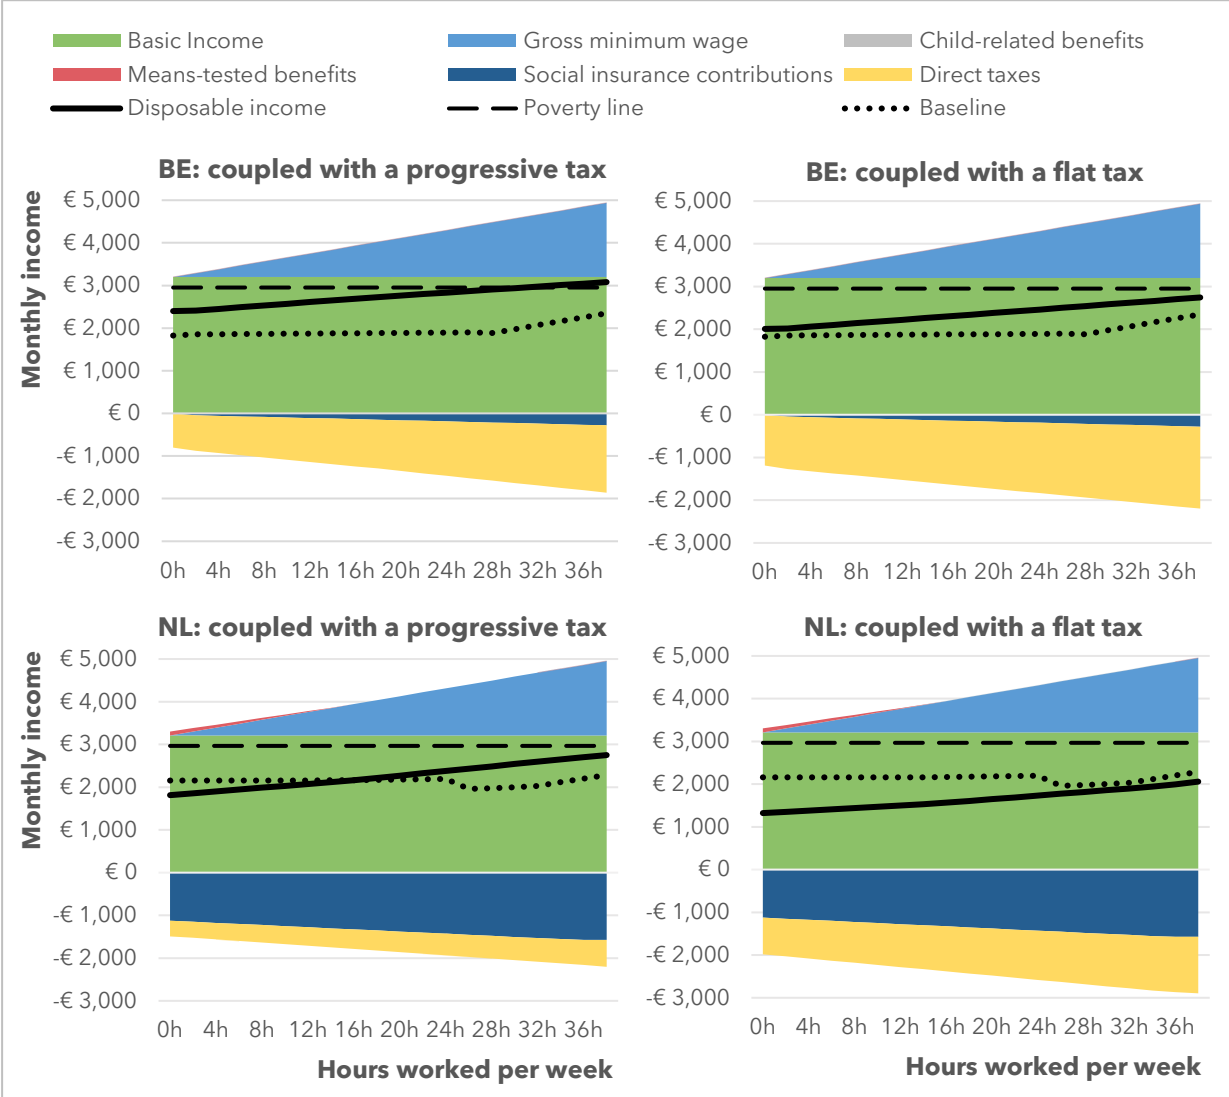 Basic Income Gross minimum wage Child-related benefits
Means-tested benefits Social insurance contributions Direct taxes
Disposable income Poverty line Baseline
BE: coupled with a progressive tax
Monthly income
€ 5,000
€ 4,000
€ 3,000
€ 2,000
€ 1,000
€ 0
-€ 1,000
-€ 2,000
-€ 3,000
0h 4h 8h 12h 16h 20h 24h 28h 32h 36h
BE: coupled with a flat tax
€ 5,000
€ 4,000
€ 3,000
€ 2,000
€ 1,000
€ 0
-€ 1,000
-€ 2,000
-€ 3,000
0h 4h 8h 12h 16h 20h 24h 28h 32h 36h
NL: coupled with a progressive tax
Monthly income
€ 5,000
€ 4,000
€ 3,000
€ 2,000
€ 1,000
€ 0
-€ 1,000
-€ 2,000
-€ 3,000
0h 4h 8h 12h 16h 20h 24h 28h 32h 36h
Hours worked per week
NL: coupled with a flat tax
€ 5,000
€ 4,000
€ 3,000
€ 2,000
€ 1,000
€ 0
-€ 1,000
-€ 2,000
-€ 3,000
0h 4h 8h 12h 16h 20h 24h 28h 32h 36h
Hours worked per week